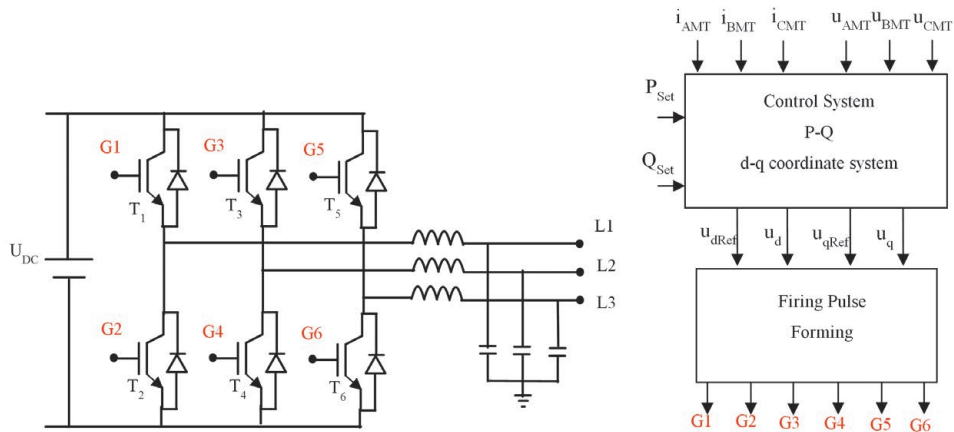 G1
G3
G5
T1
T3
T5
UDC
L1
L2
L3
G2
G4
G6
T2
T4
T6
iAMT iBMT iCMT uAMT uBMT uCMT
PSet
QSet
Control System
P-Q
d-q coordinate system
udRef ud uqRef uq
Firing Pulse
Forming
G1 G2 G3 G4 G5 G6